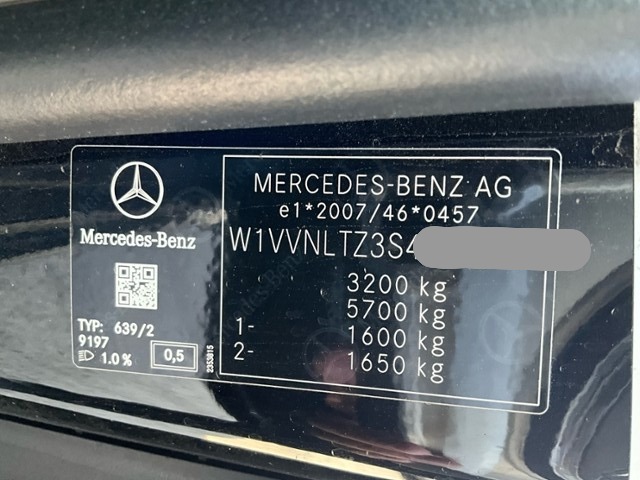 Mercedes-Benz
TYP: 639/2
9197
1.0 %
0,5
2353815
MERCEDES-BENZ AG
e1*2007/46*0457
W1VVNLTZ3S4
3200 kg
5700 kg
1- 1600 kg
2- 1650 kg